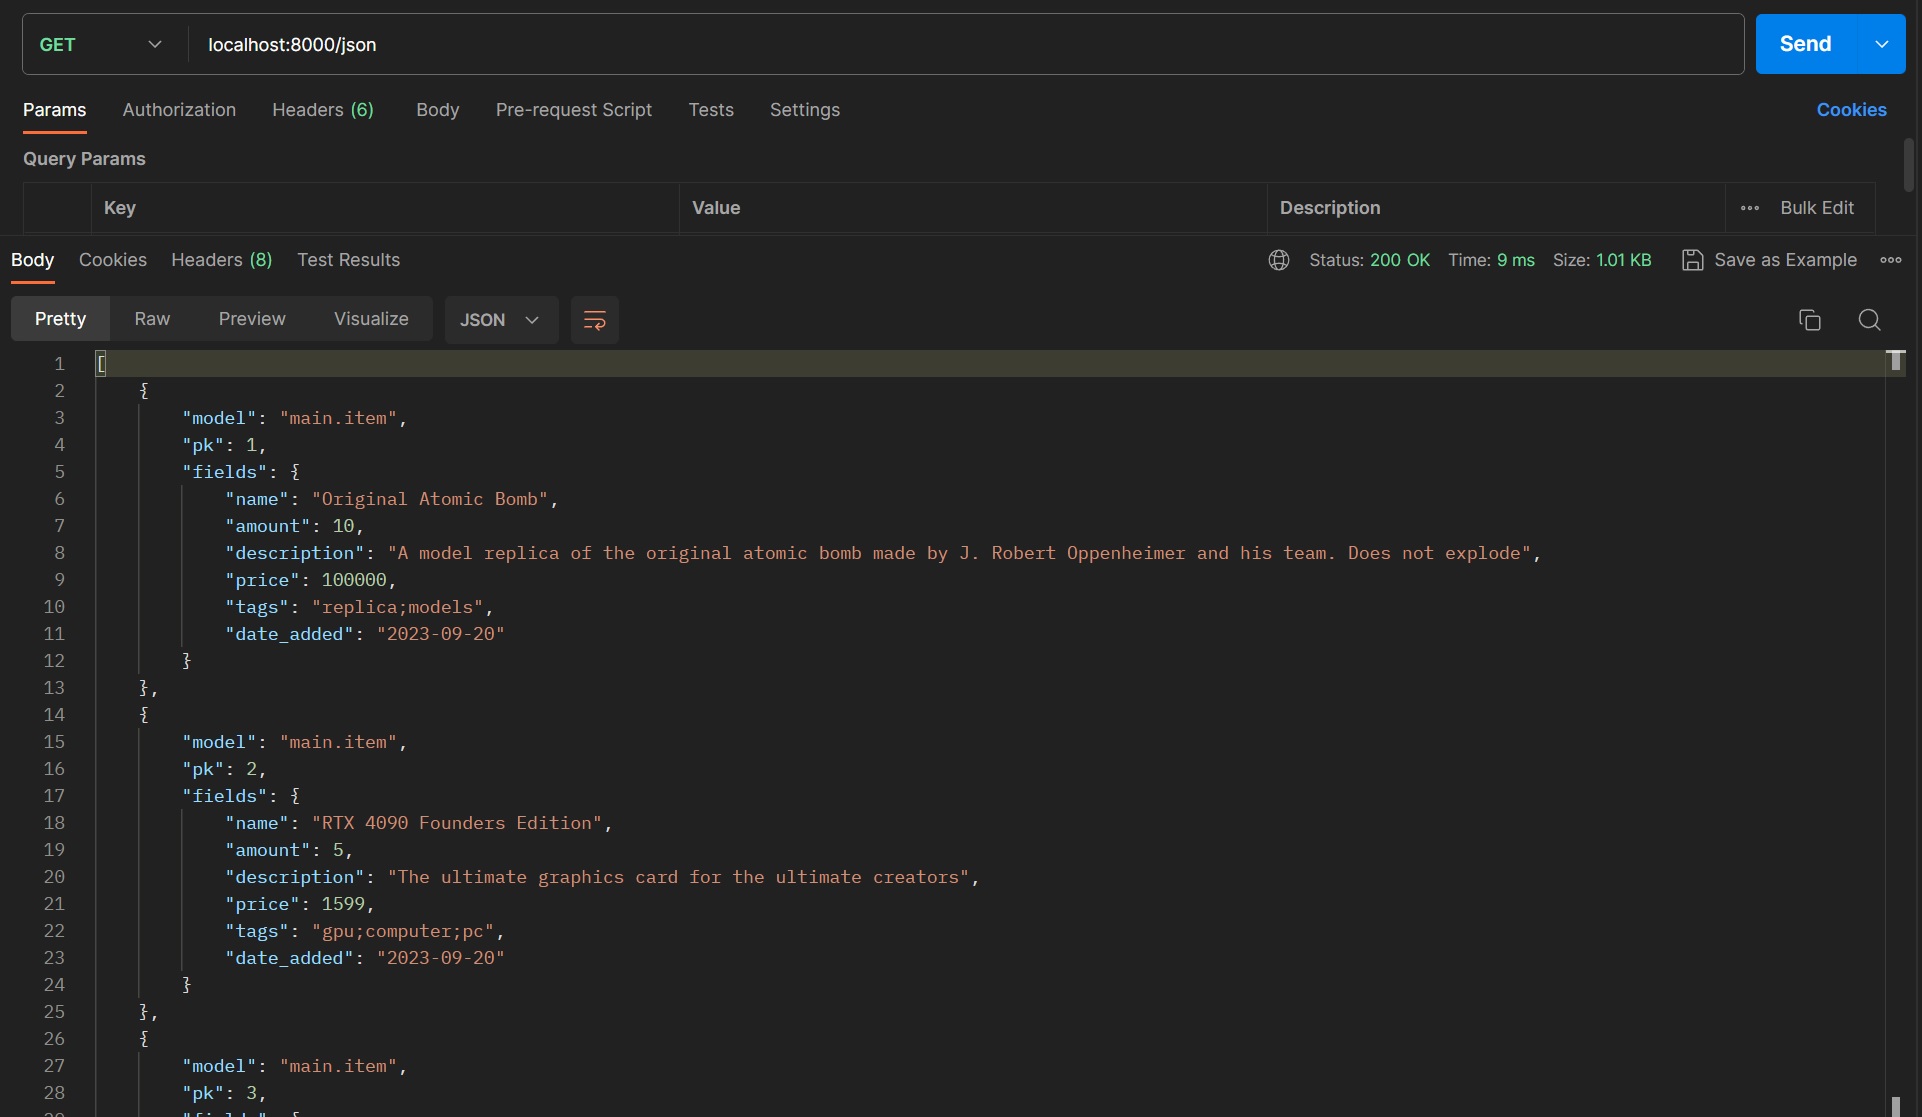 GET localhost:8000/json Send
Params Authorization Headers (6) Body Pre-request Script Tests Settings Cookies
Query Params
Key Value Description Bulk Edit
Body Cookies Headers (8) Test Results Status: 200 OK Time: 9 ms Size: 1.01 KB Save as Example
Pretty Raw Preview Visualize JSON
1 [
2 {
3 "model": "main.item",
4 "pk": 1,
5 "fields": {
6 "name": "Original Atomic Bomb",
7 "amount": 10,
8 "description": "A model replica of the original atomic bomb made by J. Robert Oppenheimer and his team. Does not explode",
9 "price": 100000,
10 "tags": "replica;models",
11 "date_added": "2023-09-20"
12 }
13 },
14 {
15 "model": "main.item",
16 "pk": 2,
17 "fields": {
18 "name": "RTX 4090 Founders Edition",
19 "amount": 5,
20 "description": "The ultimate graphics card for the ultimate creators",
21 "price": 1599,
22 "tags": "gpu;computer;pc",
23 "date_added": "2023-09-20"
24 }
25 },
26 {
27 "model": "main.item",
28 "pk": 3,